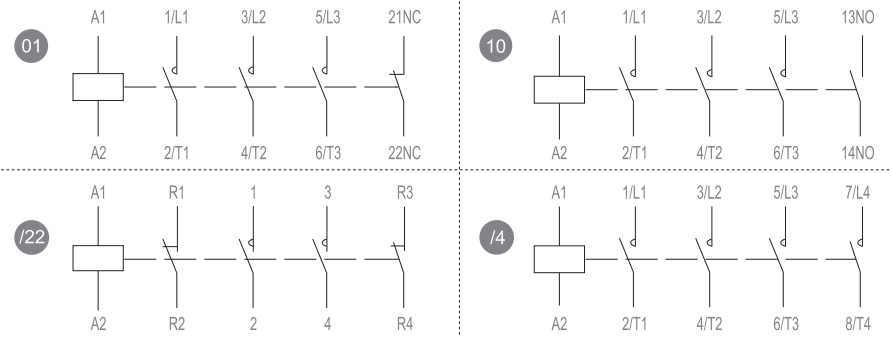 A1 1/L1 3/L2 5/L3 21NC
01
A2 2/T1 4/T2 6/T3 22NC
A1 1/L1 3/L2 5/L3 13NO
10
A2 2/T1 4/T2 6/T3 14NO
A1 R1 1 3 R3
/22
A2 R2 2 4 R4
A1 1/L1 3/L2 5/L3 7/L4
/4
A2 2/T1 4/T2 6/T3 8/T4